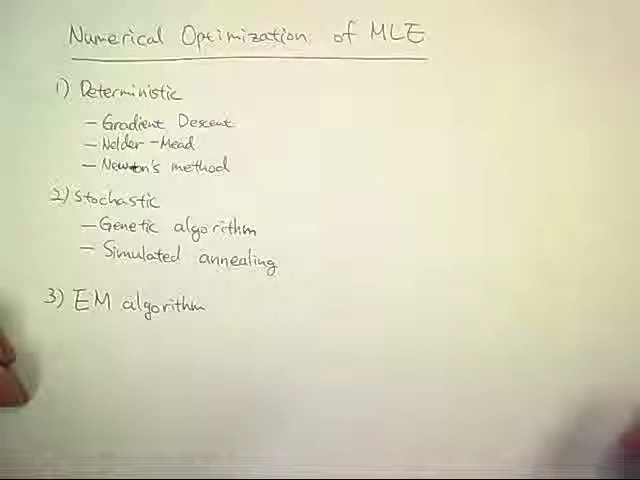 Numerical Optimization of MLE
1) Deterministic
- Gradient Descent
- Nelder-Mead
- Newton's method
2) Stochastic
- Genetic algorithm
- Simulated annealing
3) EM algorithm